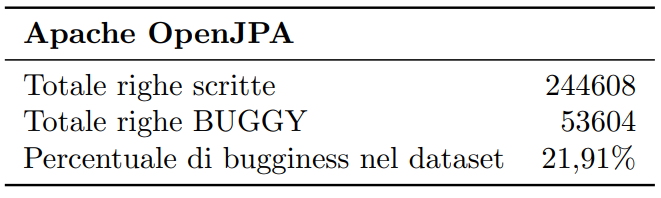 Apache OpenJPA
Totale righe scritte 244608
Totale righe BUGGY 53604
Percentuale di bugginess nel dataset 21,91%